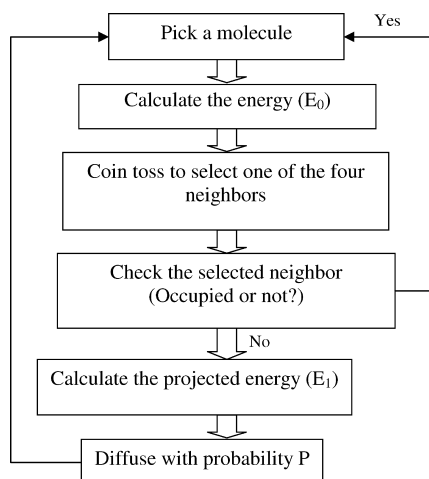 Pick a molecule
Yes
Calculate the energy (E₀)
Coin toss to select one of the four
neighbors
Check the selected neighbor
(Occupied or not?)
No
Calculate the projected energy (E₁)
Diffuse with probability P